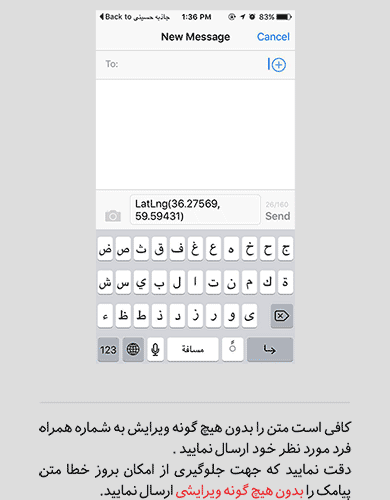 Back to جاذبه حسینی 1:36 PM 83%
New Message Cancel
To:
LatLng(36.27569,
59.59431)
26/160
Send
ض ص ث ق ف غ ع ه خ ح ج
ش س ي ب ل ا ت ن م ك ة
ء ظ ط ذ د ز ر و ى
123 مسافة
کافی است متن را بدون هیچ گونه ویرایش به شماره همراه
فرد مورد نظر خود ارسال نمایید .
دقت نمایید که جهت جلوگیری از امکان بروز خطا متن
پیامک را بدون هیچ گونه ویرایشی ارسال نمایید.